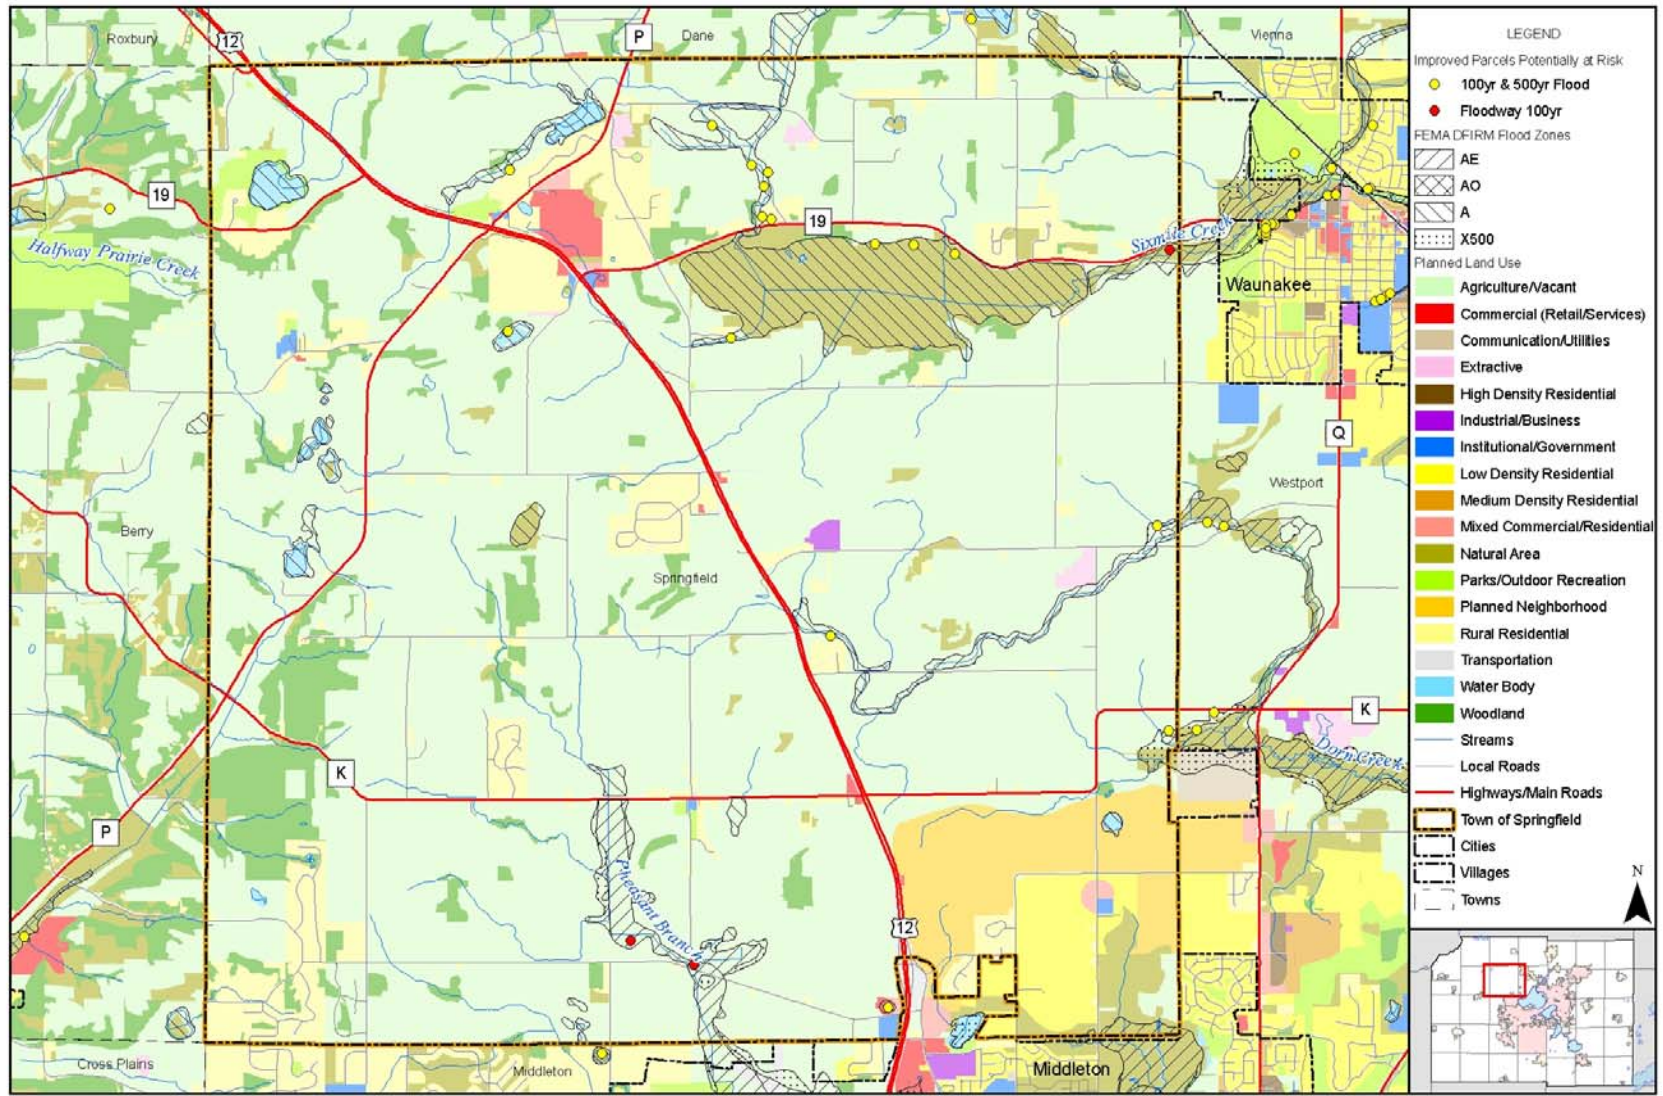 Roxbury
12
P
Dane
Vienna
19
19
Halfway Prairie Creek
Sixmile Creek
Waunakee
Q
Westport
Berry
Springfield
K
K
Dorn Creek
P
Pheasant Branch
12
Cross Plains
Middleton
Middleton
LEGEND
Improved Parcels Potentially at Risk
100yr & 500yr Flood
Floodway 100yr
FEMA DFIRM Flood Zones
AE
AO
A
X500
Planned Land Use
Agriculture/Vacant
Commercial (Retail/Services)
Communication/Utilities
Extractive
High Density Residential
Industrial/Business
Institutional/Government
Low Density Residential
Medium Density Residential
Mixed Commercial/Residential
Natural Area
Parks/Outdoor Recreation
Planned Neighborhood
Rural Residential
Transportation
Water Body
Woodland
Streams
Local Roads
Highways/Main Roads
Town of Springfield
Cities
Villages
Towns
N